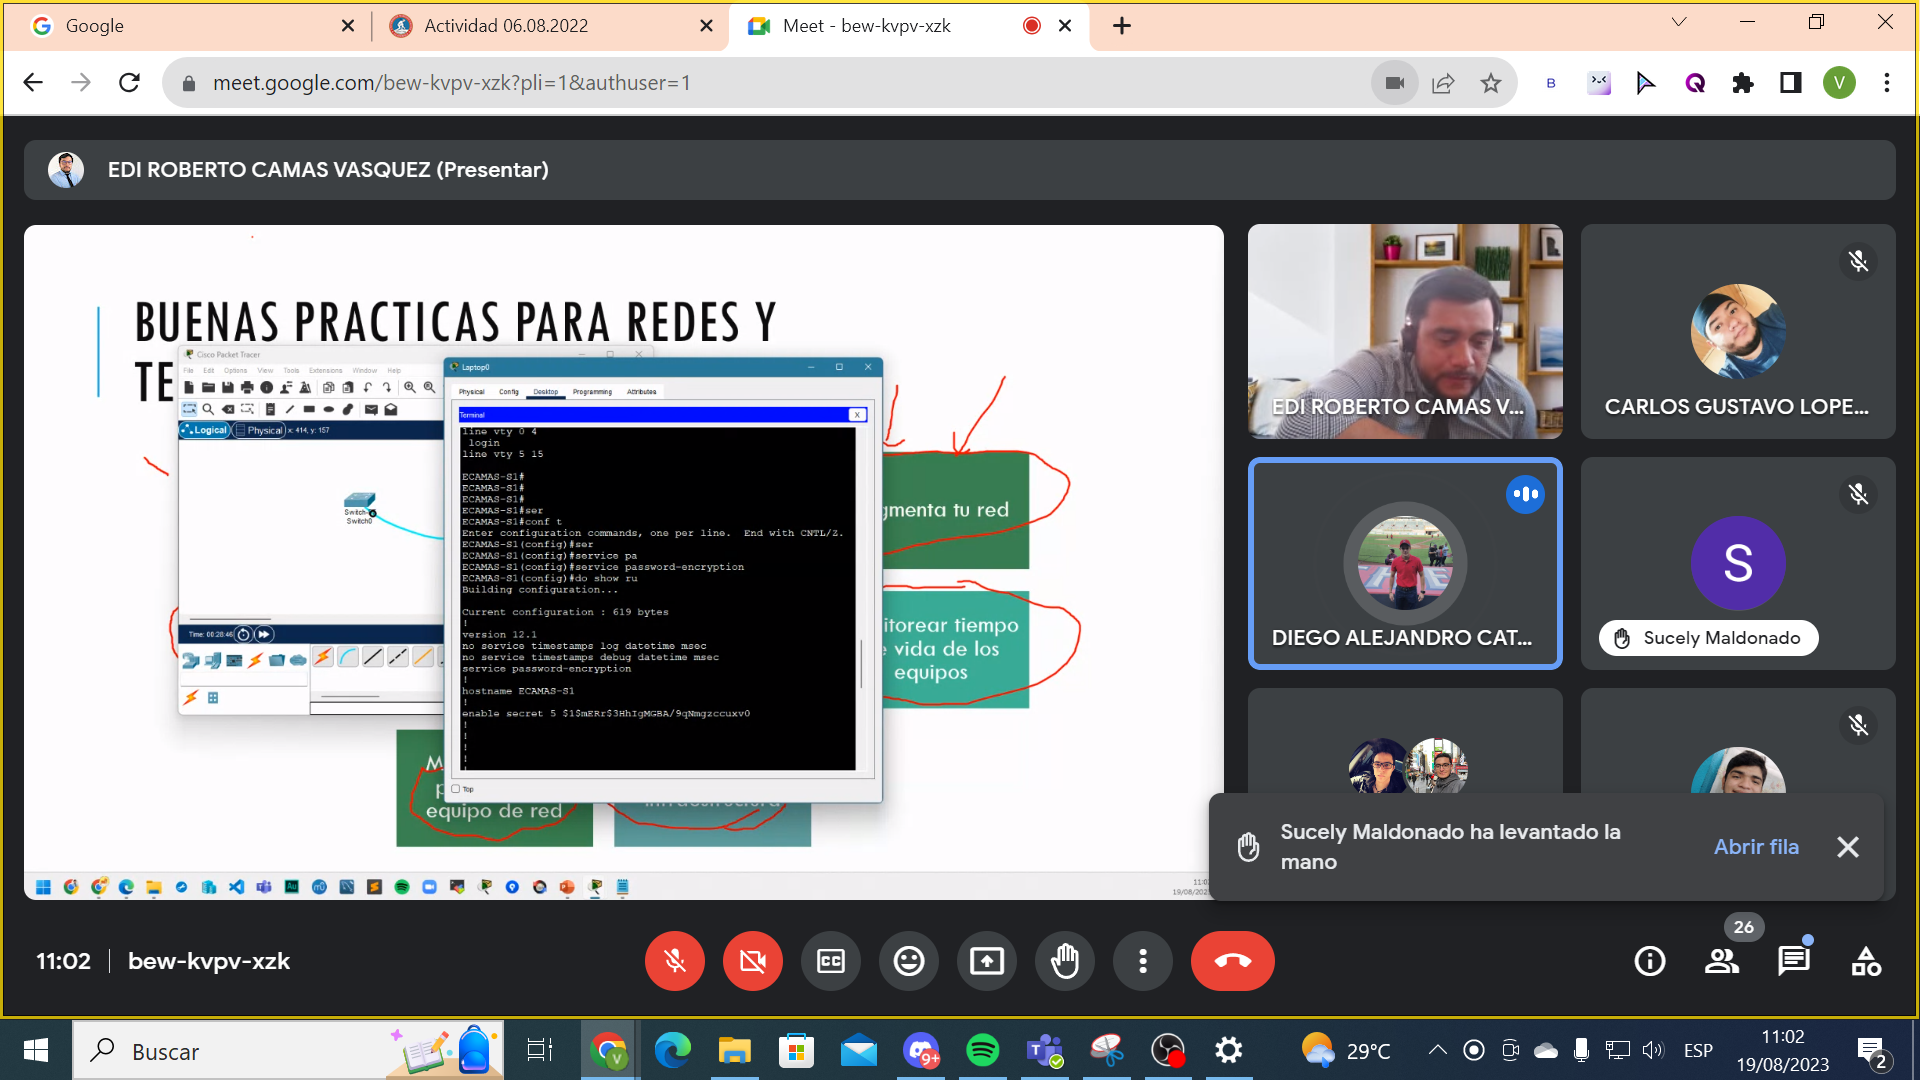 Google
Actividad 06.08.2022
Meet - bew-kvpv-xzk
meet.google.com/bew-kvpv-xzk?pli=1&authuser=1
B
Q
V
EDI ROBERTO CAMAS VASQUEZ (Presentar)
BUENAS PRACTICAS PARA REDES Y
TE
Cisco Packet Tracer
File Edit Options View Tools Extensions Window Help
Logical
Physical
x: 414, y: 157
Switch0
Time: 00:28:46
Laptop0
Physical Config Desktop Programming Attributes
Terminal
X
line vty 0 4
login
line vty 5 15
ECAMAS-S1#
ECAMAS-S1#
ECAMAS-S1#
ECAMAS-S1#ser
ECAMAS-S1#conf t
Enter configuration commands, one per line. End with CNTL/Z.
ECAMAS-S1(config)#ser
ECAMAS-S1(config)#service pa
ECAMAS-S1(config)#service password-encryption
ECAMAS-S1(config)#do show ru
Building configuration...
Current configuration : 619 bytes
!
version 12.1
no service timestamps log datetime msec
no service timestamps debug datetime msec
service password-encryption
!
hostname ECAMAS-S1
!
enable secret 5 $1$mERr$3HhIgMGBA/9qNmgzccuxv0
!
!
!
!
!
Top
gmenta tu red
itorear tiempo
e vida de los
equipos
equipo de red
EDI ROBERTO CAMAS V...
CARLOS GUSTAVO LOPE...
DIEGO ALEJANDRO CAT...
S
Sucely Maldonado
Sucely Maldonado ha levantado la
mano
Abrir fila
11:02
bew-kvpv-xzk
26
Buscar
9+
29°C
ESP
11:02
19/08/2023
2